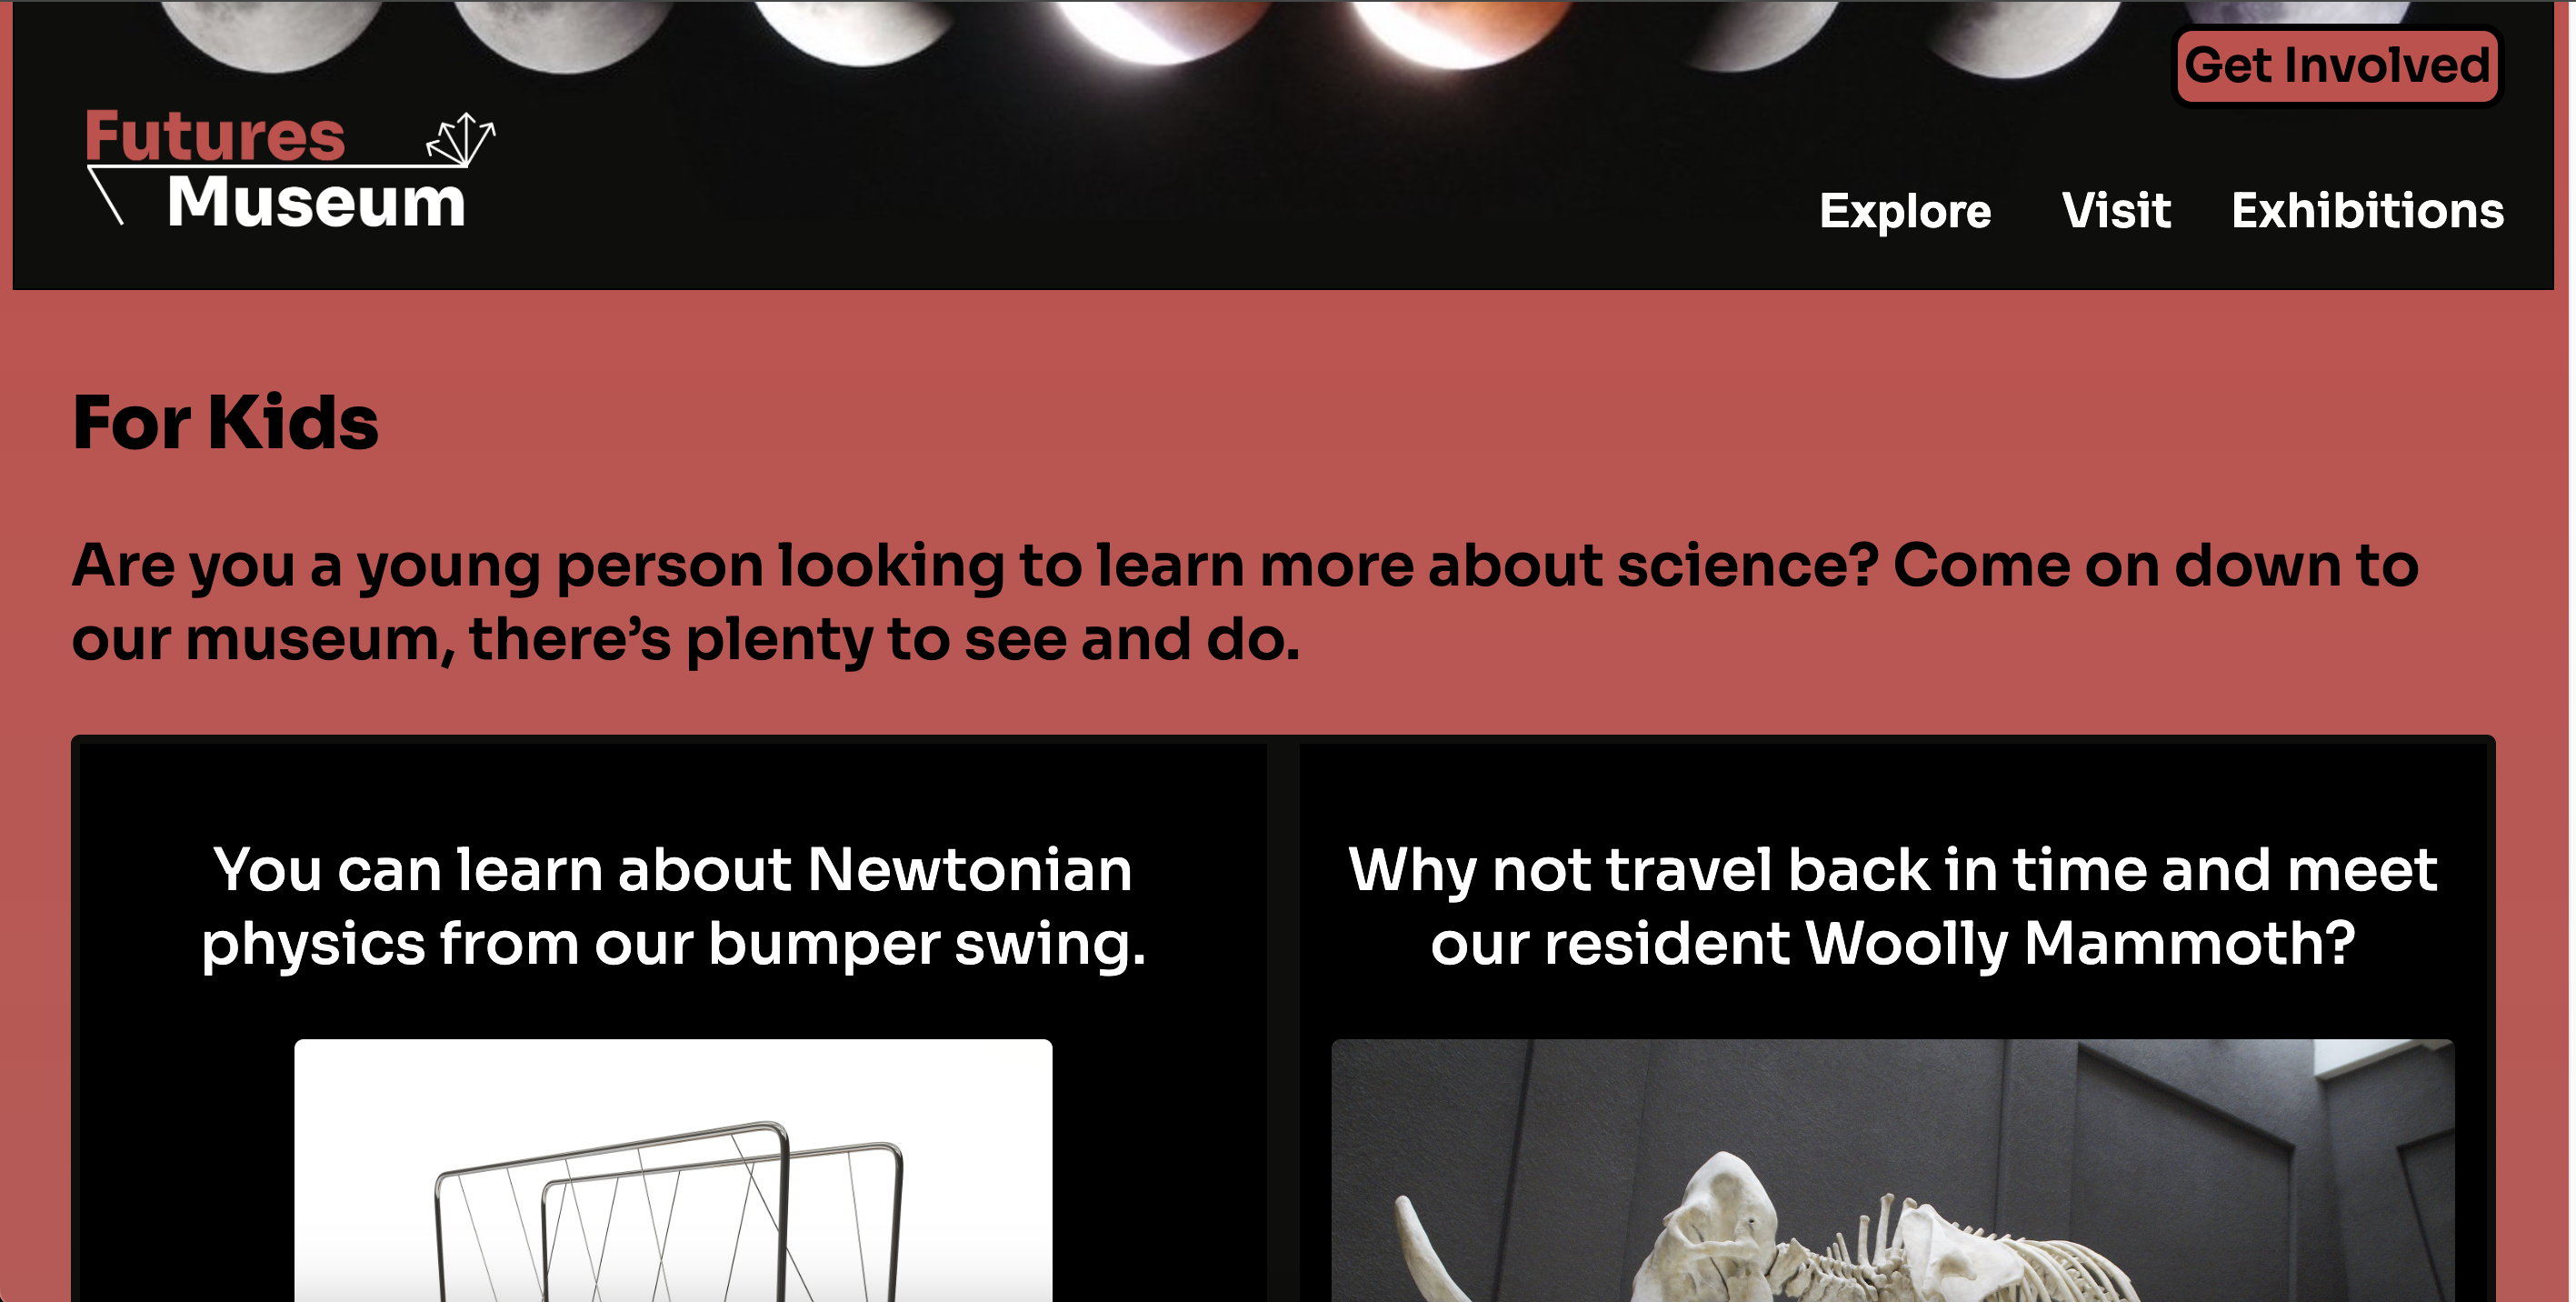 Get Involved
Futures
Museum
Explore Visit Exhibitions
For Kids
Are you a young person looking to learn more about science? Come on down to
our museum, there’s plenty to see and do.
You can learn about Newtonian
physics from our bumper swing.
Why not travel back in time and meet
our resident Woolly Mammoth?